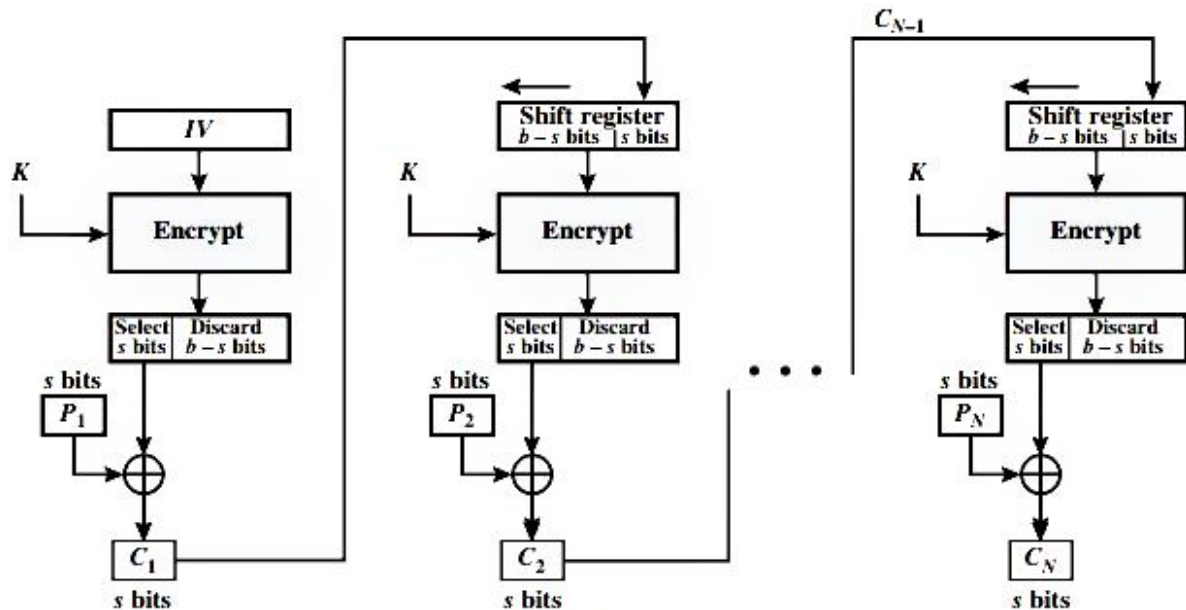 C_{N-1}
IV
Shift register
b – s bits | s bits
Shift register
b – s bits | s bits
K
K
K
Encrypt
Encrypt
Encrypt
Select Discard
s bits b – s bits
Select Discard
s bits b – s bits
Select Discard
s bits b – s bits
s bits
s bits
s bits
P_1
P_2
P_N
C_1
C_2
C_N
s bits
s bits
s bits